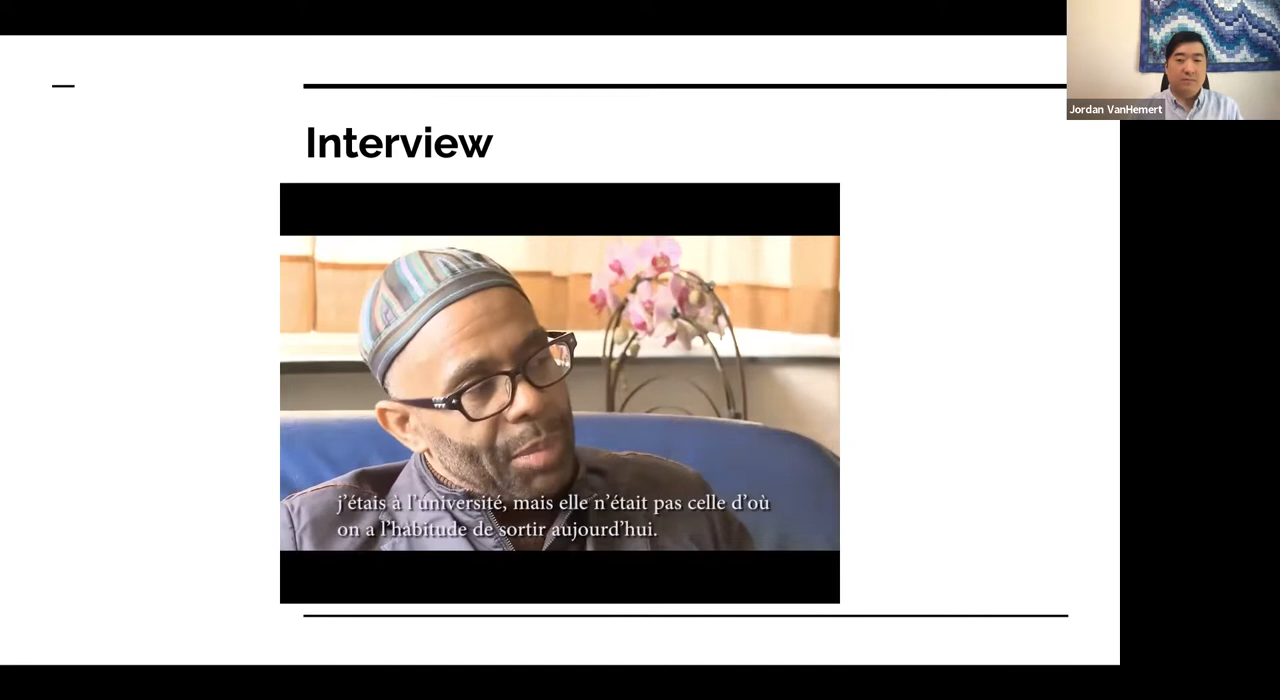 Jordan VanHemert
Interview
j'étais à l'université, mais elle n'était pas celle d'où
on a l'habitude de sortir aujourd'hui.